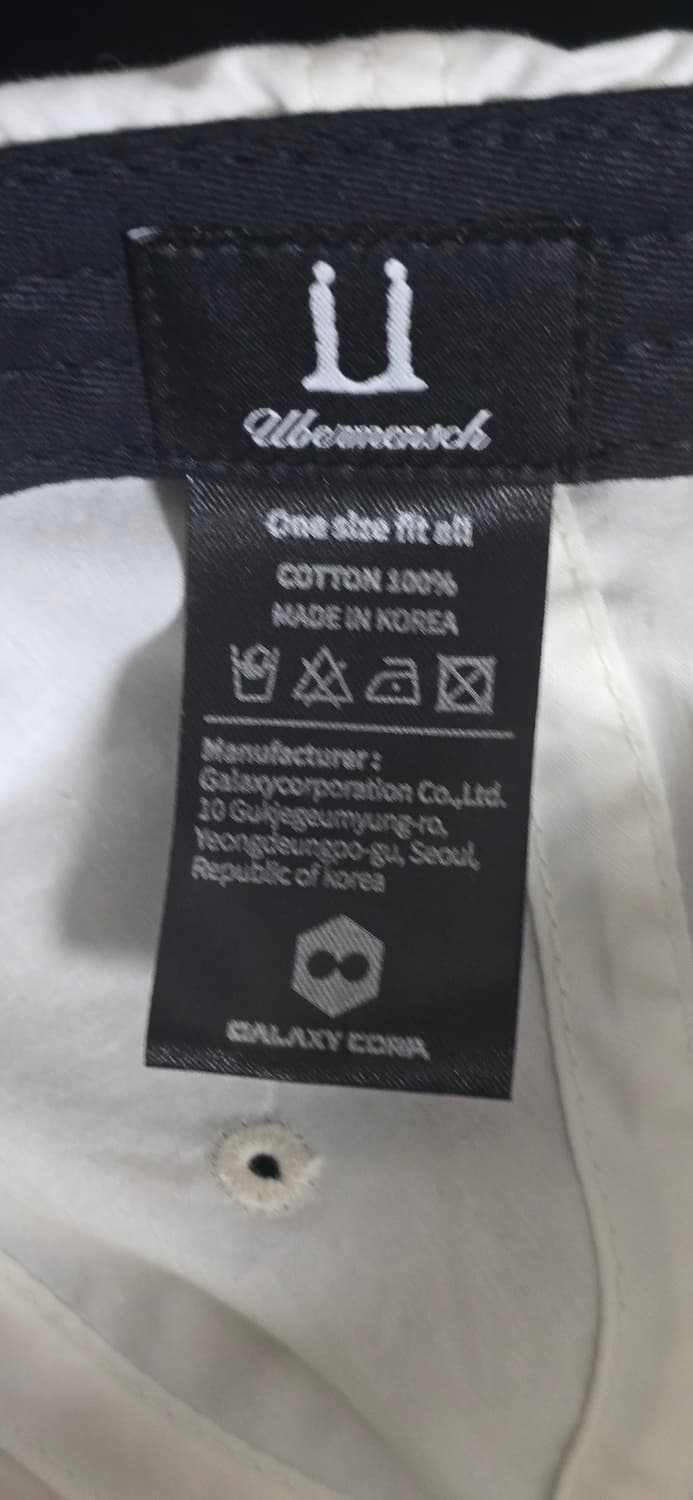 Ü
Übermensch
One size fit all
COTTON 100%
MADE IN KOREA
Manufacturer :
Galaxycorporation Co.,Ltd.
10 Gukjegeumyung-ro,
Yeongdeungpo-gu, Seoul,
Republic of korea
GALAXY CORP.